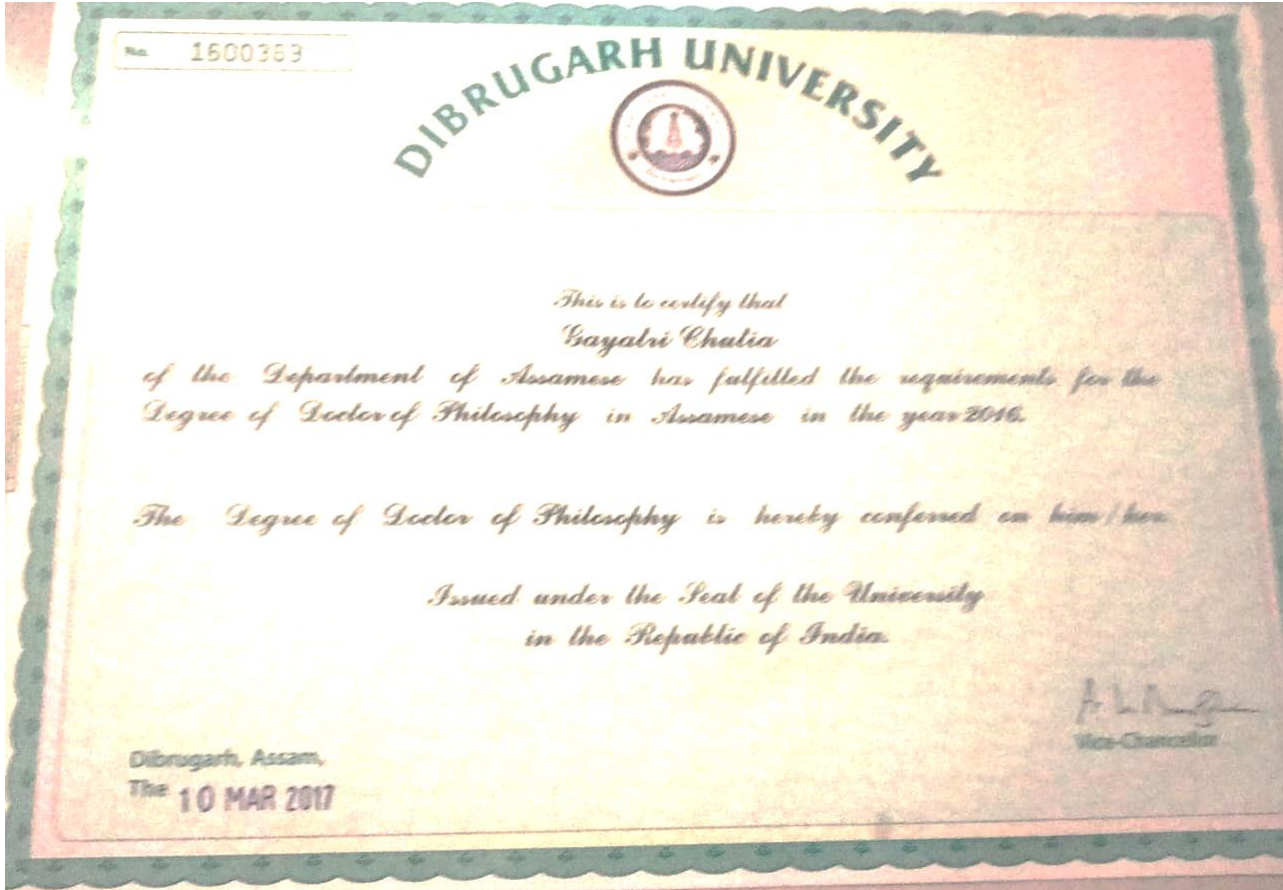 No. 1600383
DIBRUGARH UNIVERSITY
This is to certify that
Gayatri Chutia
of the Department of Assamese has fulfilled the requirements for the
Degree of Doctor of Philosophy in Assamese in the year 2016.
The Degree of Doctor of Philosophy is hereby conferred on him / her.
Issued under the Seal of the University
in the Republic of India.
Vice-Chancellor
Dibrugarh, Assam,
The 10 MAR 2017